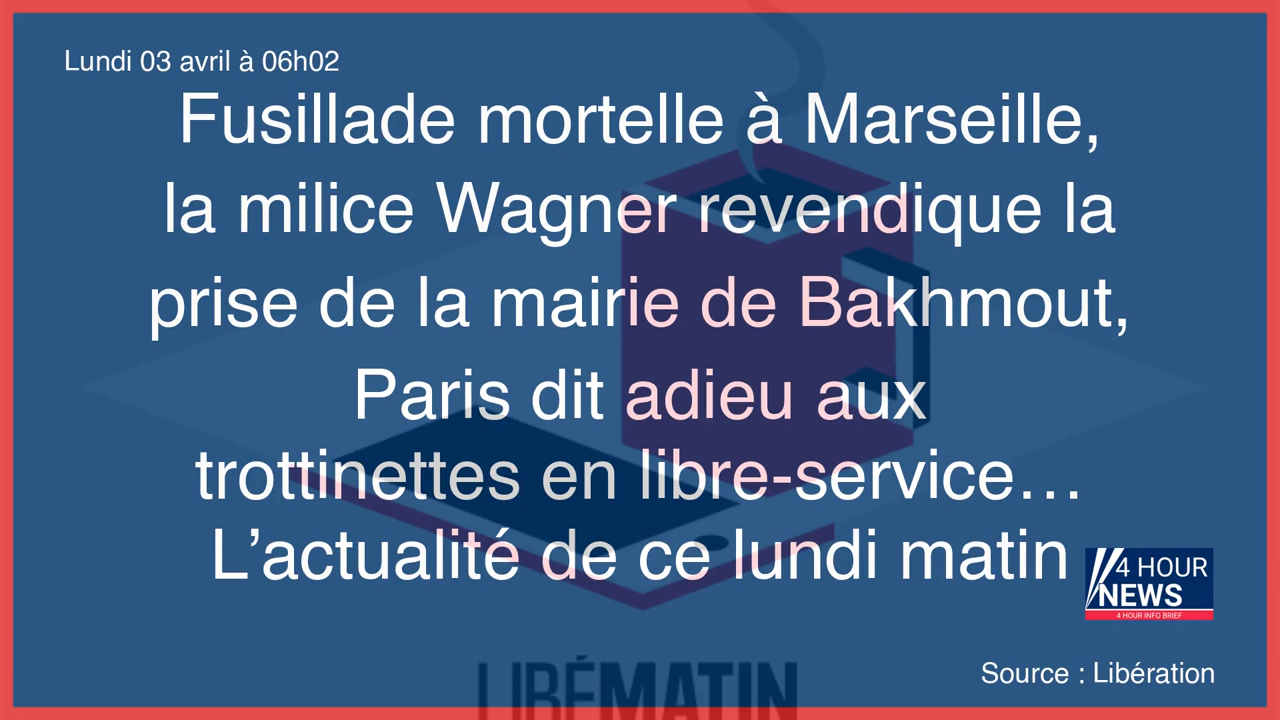 Lundi 03 avril à 06h02
Fusillade mortelle à Marseille,
la milice Wagner revendique la
prise de la mairie de Bakhmout,
Paris dit adieu aux
trottinettes en libre-service…
L’actualité de ce lundi matin
4 HOUR
NEWS
4 HOUR INFO BRIEF
Source : Libération
LIBÉMATIN